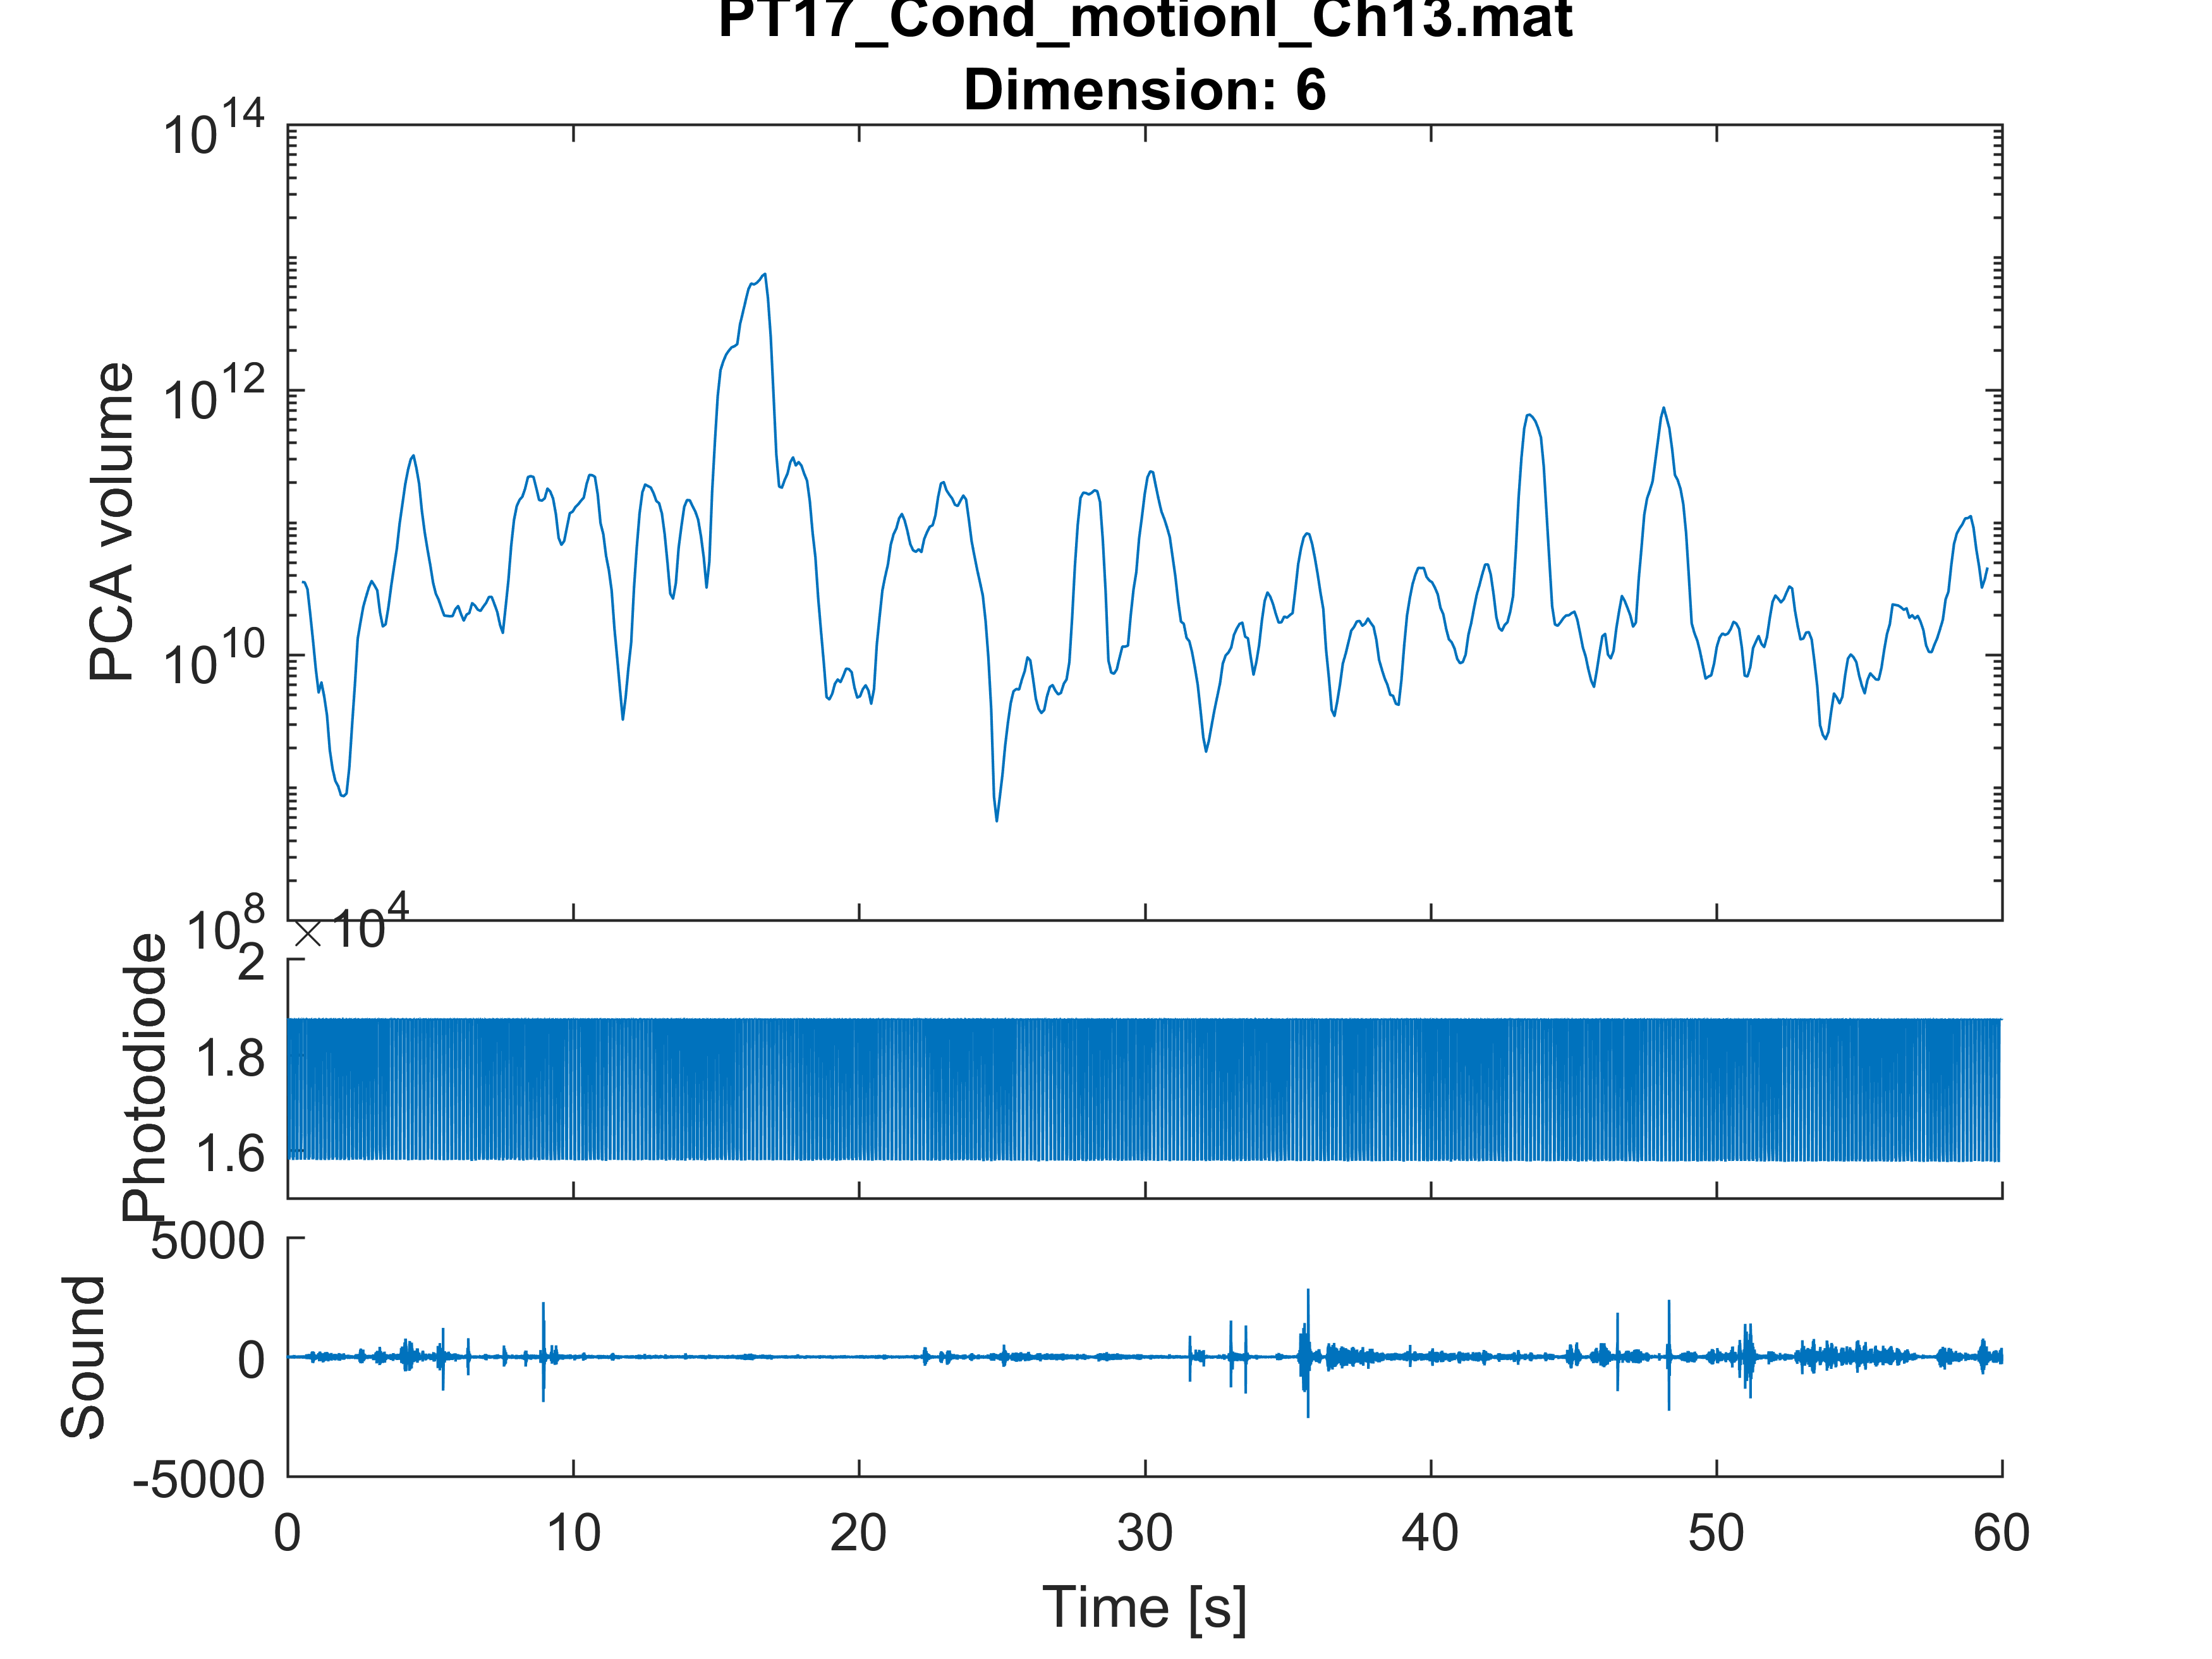 PT17_Cond_motionI_Ch13.mat
Dimension: 6
10^14
10^12
10^10
10^8
PCA volume
× 10^4
2
1.8
1.6
Photodiode
5000
0
-5000
Sound
0 10 20 30 40 50 60
Time [s]